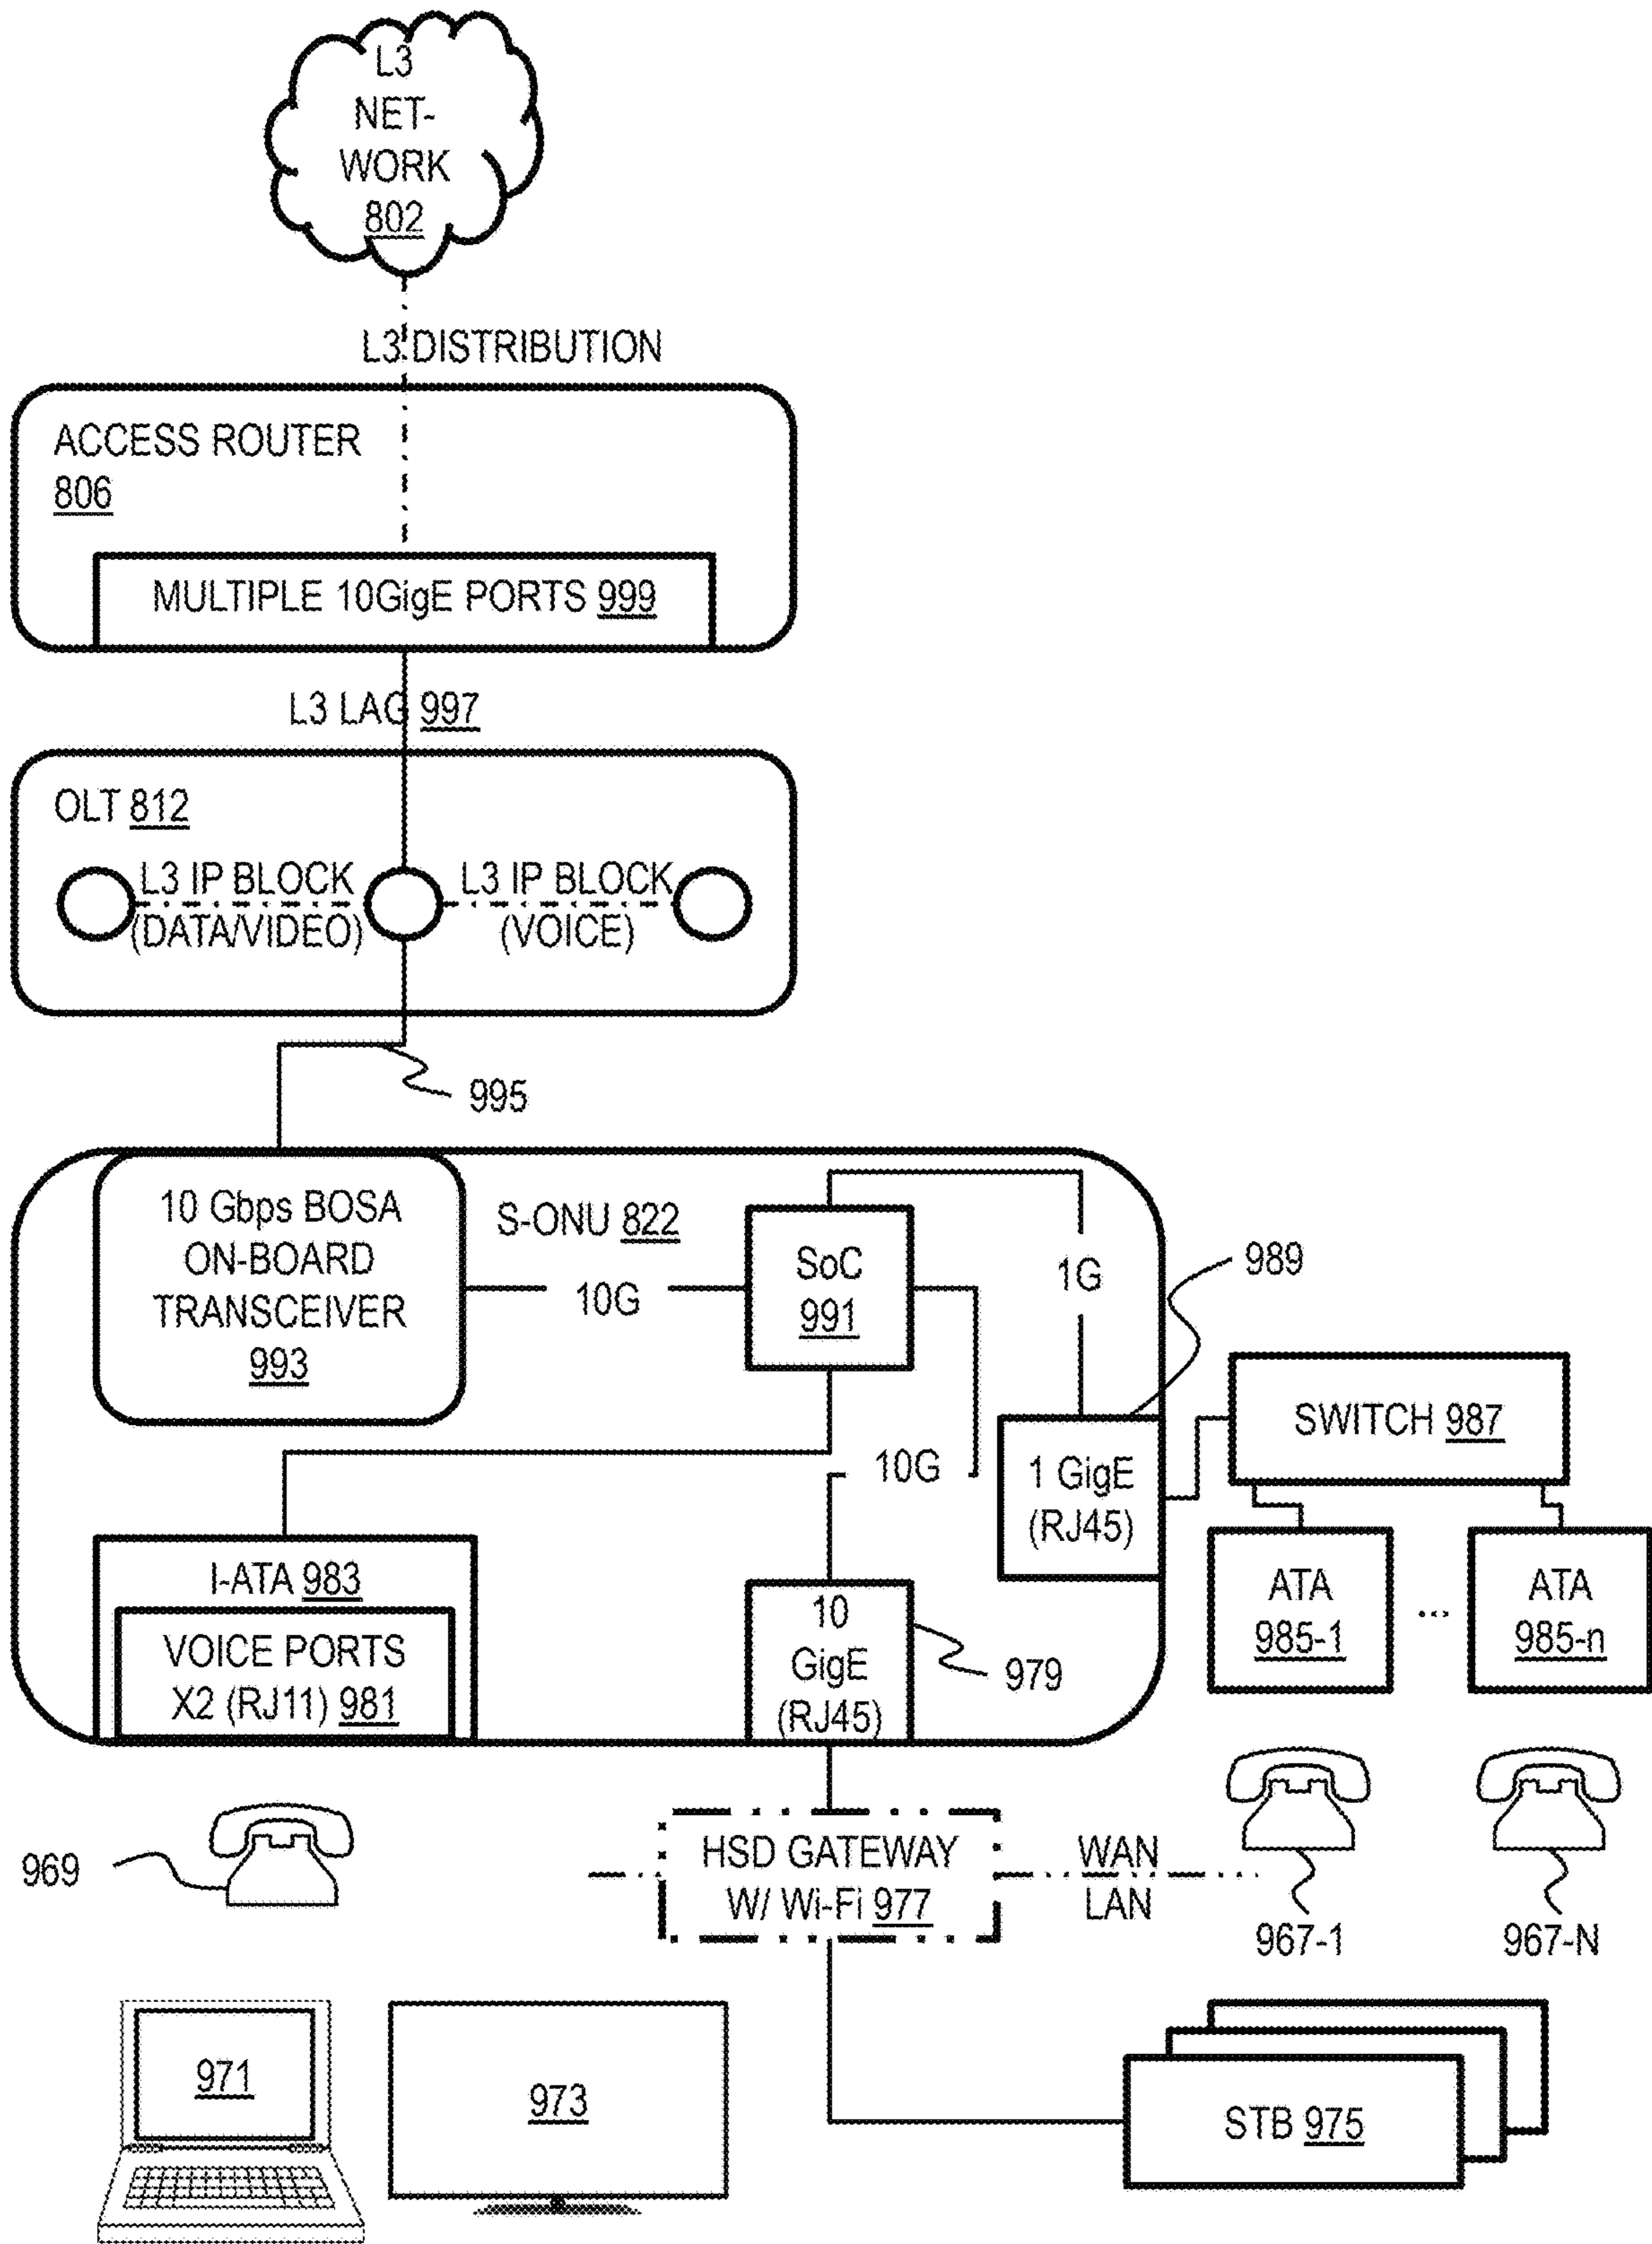 L3
NET-
WORK
802
L3 DISTRIBUTION
ACCESS ROUTER
806
MULTIPLE 10GigE PORTS 999
L3 LAG 997
OLT 812
L3 IP BLOCK
(DATA/VIDEO)
L3 IP BLOCK
(VOICE)
995
10 Gbps BOSA
ON-BOARD
TRANSCEIVER
993
S-ONU 822
10G
SoC
991
1G
989
SWITCH 987
10G
1 GigE
(RJ45)
I-ATA 983
VOICE PORTS
X2 (RJ11) 981
10
GigE
(RJ45)
979
ATA
985-1
...
ATA
985-n
969
HSD GATEWAY
W/ Wi-Fi 977
WAN
LAN
967-1
967-N
971
973
STB 975